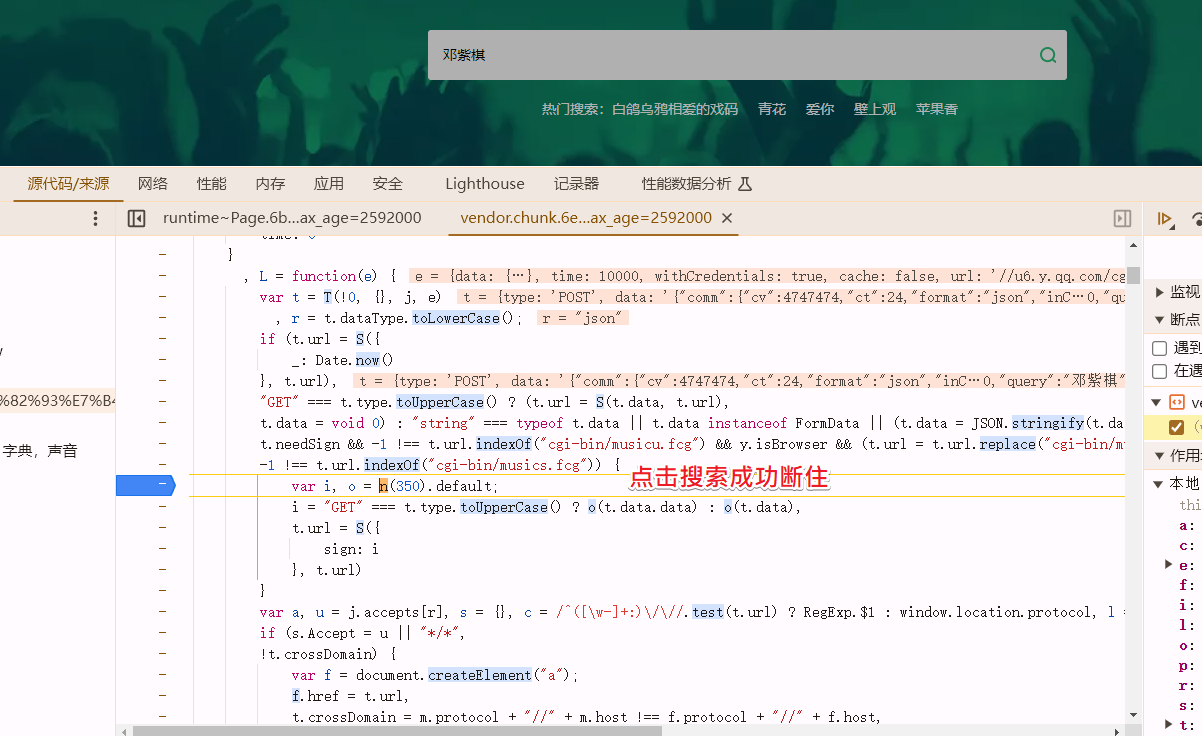 邓紫棋
热门搜索: 白鸽乌鸦相爱的戏码 青花 爱你 壁上观 苹果香
源代码/来源 网络 性能 内存 应用 安全 Lighthouse 记录器 性能数据分析
runtime~Page.6b...ax_age=2592000 vendor.chunk.6e...ax_age=2592000 ×
}
, L = function(e) { e = {data: {…}, time: 10000, withCredentials: true, cache: false, url: '//u6.y.qq.com/cg
var t = T(!0, {}, j, e) t = {type: 'POST', data: '{"comm":{"cv":4747474,"ct":24,"format":"json","inC…0,"qu
, r = t.dataType.toLowerCase(); r = "json"
if (t.url = S({
_: Date.now()
}, t.url), t = {type: 'POST', data: '{"comm":{"cv":4747474,"ct":24,"format":"json","inC…0,"query":"邓紫棋"
"GET" === t.type.toUpperCase() ? (t.url = S(t.data, t.url),
t.data = void 0) : "string" === typeof t.data || t.data instanceof FormData || (t.data = JSON.stringify(t.da
t.needSign && -1 !== t.url.indexOf("cgi-bin/musicu.fcg") && y.isBrowser && (t.url = t.url.replace("cgi-bin/m
-1 !== t.url.indexOf("cgi-bin/musics.fcg")) {
点击搜索成功断住
var i, o = n(350).default;
i = "GET" === t.type.toUpperCase() ? o(t.data.data) : o(t.data),
t.url = S({
sign: i
}, t.url)
}
var a, u = j.accepts[r], s = {}, c = /^([\w-]+:)\/\//.test(t.url) ? RegExp.$1 : window.location.protocol, l =
if (s.Accept = u || "*/*",
!t.crossDomain) {
var f = document.createElement("a");
f.href = t.url,
t.crossDomain = m.protocol + "//" + m.host !== f.protocol + "//" + f.host,
%82%93%E7%B4
字典，声音
监视
断点
遇到
在遇
ve
作用
本地
thi
a:
c:
e:
f:
i:
l:
o:
p:
r:
s:
t: